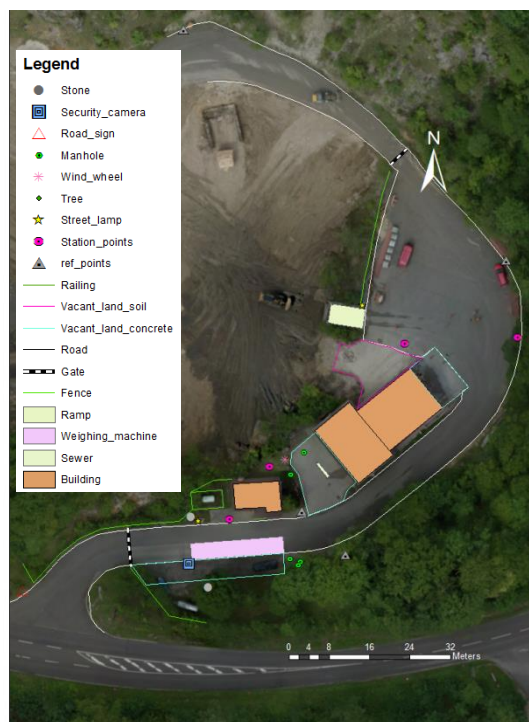 Legend
Stone
Security_camera
Road_sign
Manhole
Wind_wheel
Tree
Street_lamp
Station_points
ref_points
Railing
Vacant_land_soil
Vacant_land_concrete
Road
Gate
Fence
Ramp
Weighing_machine
Sewer
Building
N
0 4 8 16 24 32
Meters